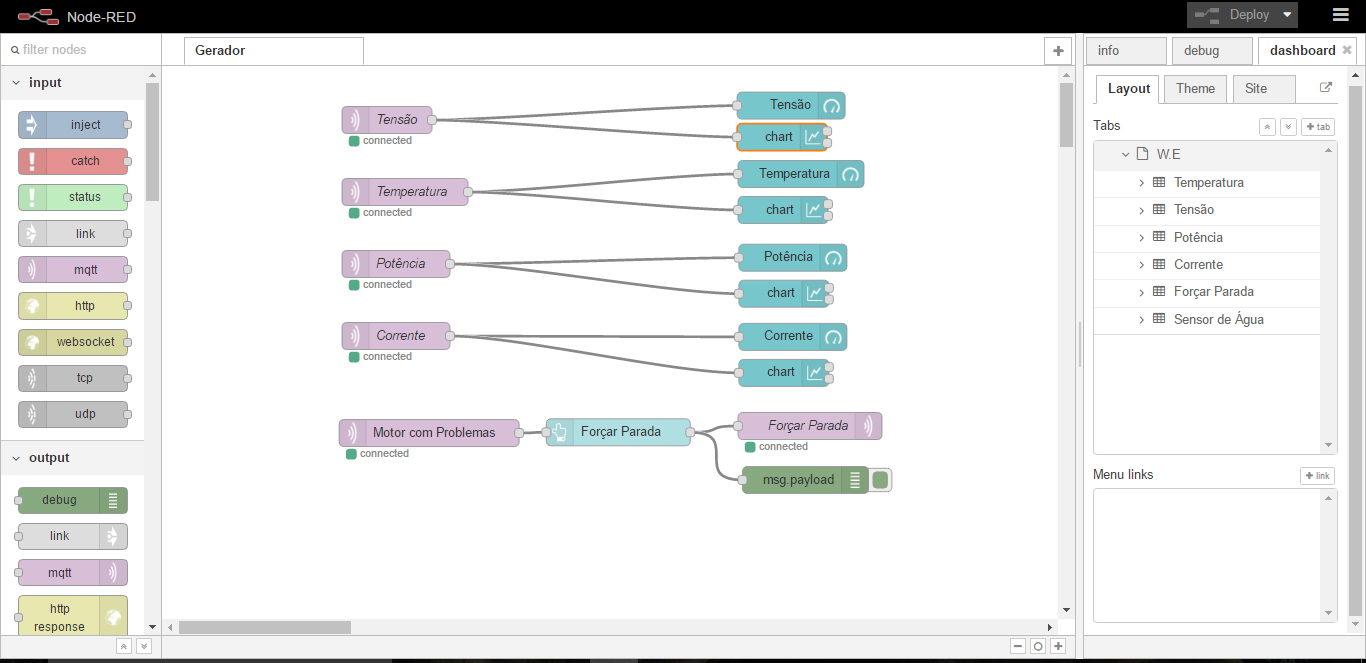 Node-RED
Deploy
filter nodes
Gerador
info
debug
dashboard
input
inject
catch
status
link
mqtt
http
websocket
tcp
udp
output
debug
link
mqtt
http
response
Tensão
connected
Tensão
chart
Temperatura
connected
Temperatura
chart
Potência
connected
Potência
chart
Corrente
connected
Corrente
chart
Motor com Problemas
connected
Forçar Parada
Forçar Parada
connected
msg.payload
Layout
Theme
Site
Tabs
+ tab
W.E
Temperatura
Tensão
Potência
Corrente
Forçar Parada
Sensor de Água
Menu links
+ link